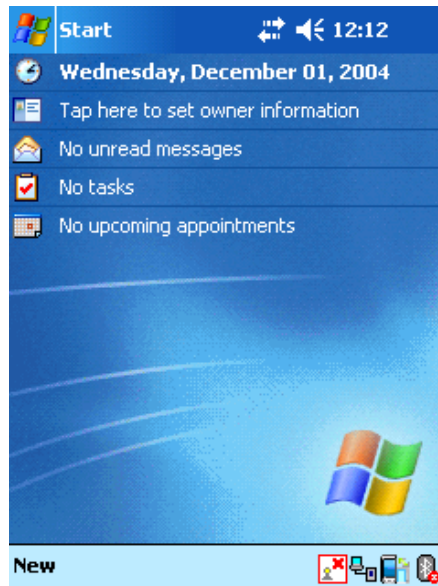 Start 12:12
Wednesday, December 01, 2004
Tap here to set owner information
No unread messages
No tasks
No upcoming appointments
New